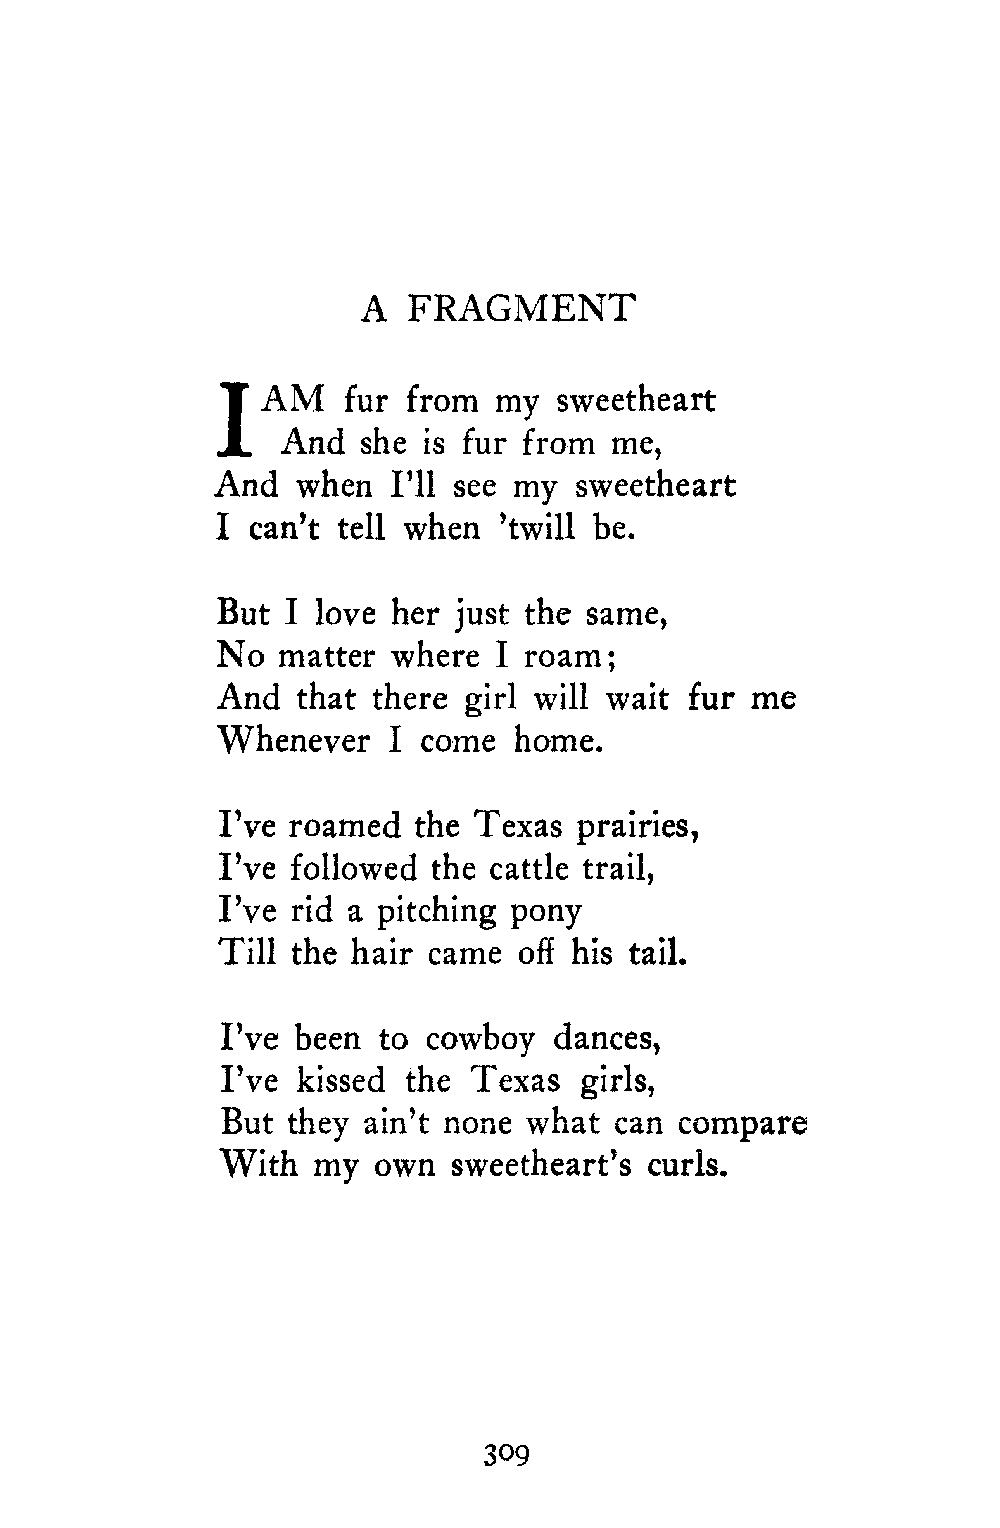 A FRAGMENT
I AM fur from my sweetheart
And she is fur from me,
And when I'll see my sweetheart
I can't tell when 'twill be.
But I love her just the same,
No matter where I roam;
And that there girl will wait fur me
Whenever I come home.
I've roamed the Texas prairies,
I've followed the cattle trail,
I've rid a pitching pony
Till the hair came off his tail.
I've been to cowboy dances,
I've kissed the Texas girls,
But they ain't none what can compare
With my own sweetheart's curls.
309